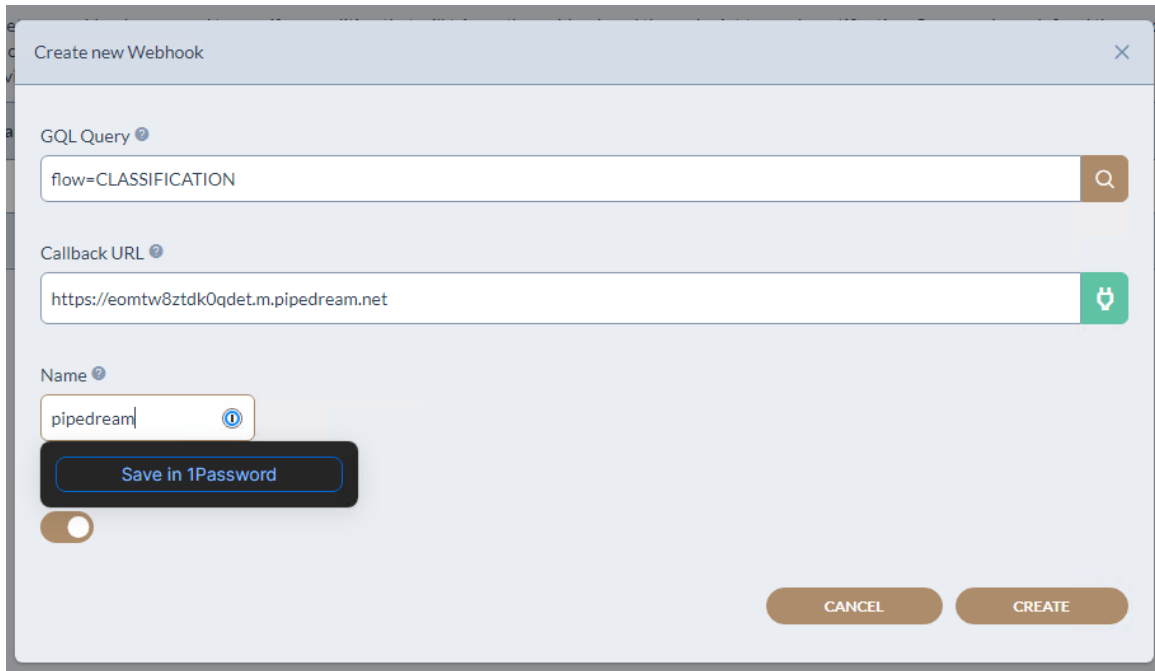 Create new Webhook
GQL Query
flow=CLASSIFICATION
Callback URL
https://eomtw8ztdk0qdet.m.pipedream.net
Name
pipedream
Save in 1Password
CANCEL
CREATE